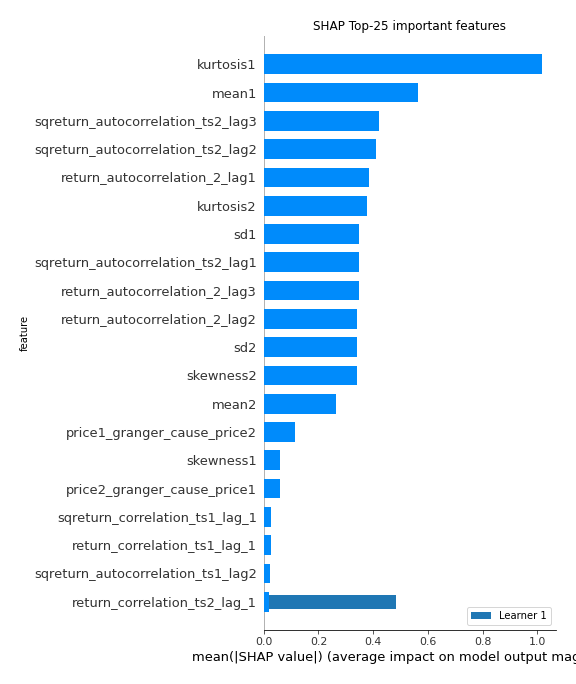 SHAP Top-25 important features
kurtosis1
mean1
sqreturn_autocorrelation_ts2_lag3
sqreturn_autocorrelation_ts2_lag2
return_autocorrelation_2_lag1
kurtosis2
sd1
sqreturn_autocorrelation_ts2_lag1
return_autocorrelation_2_lag3
return_autocorrelation_2_lag2
sd2
skewness2
mean2
price1_granger_cause_price2
skewness1
price2_granger_cause_price1
sqreturn_correlation_ts1_lag_1
return_correlation_ts1_lag_1
sqreturn_autocorrelation_ts1_lag2
return_correlation_ts2_lag_1
feature
Learner 1
0.0 0.2 0.4 0.6 0.8 1.0
mean(|SHAP value|) (average impact on model output mag